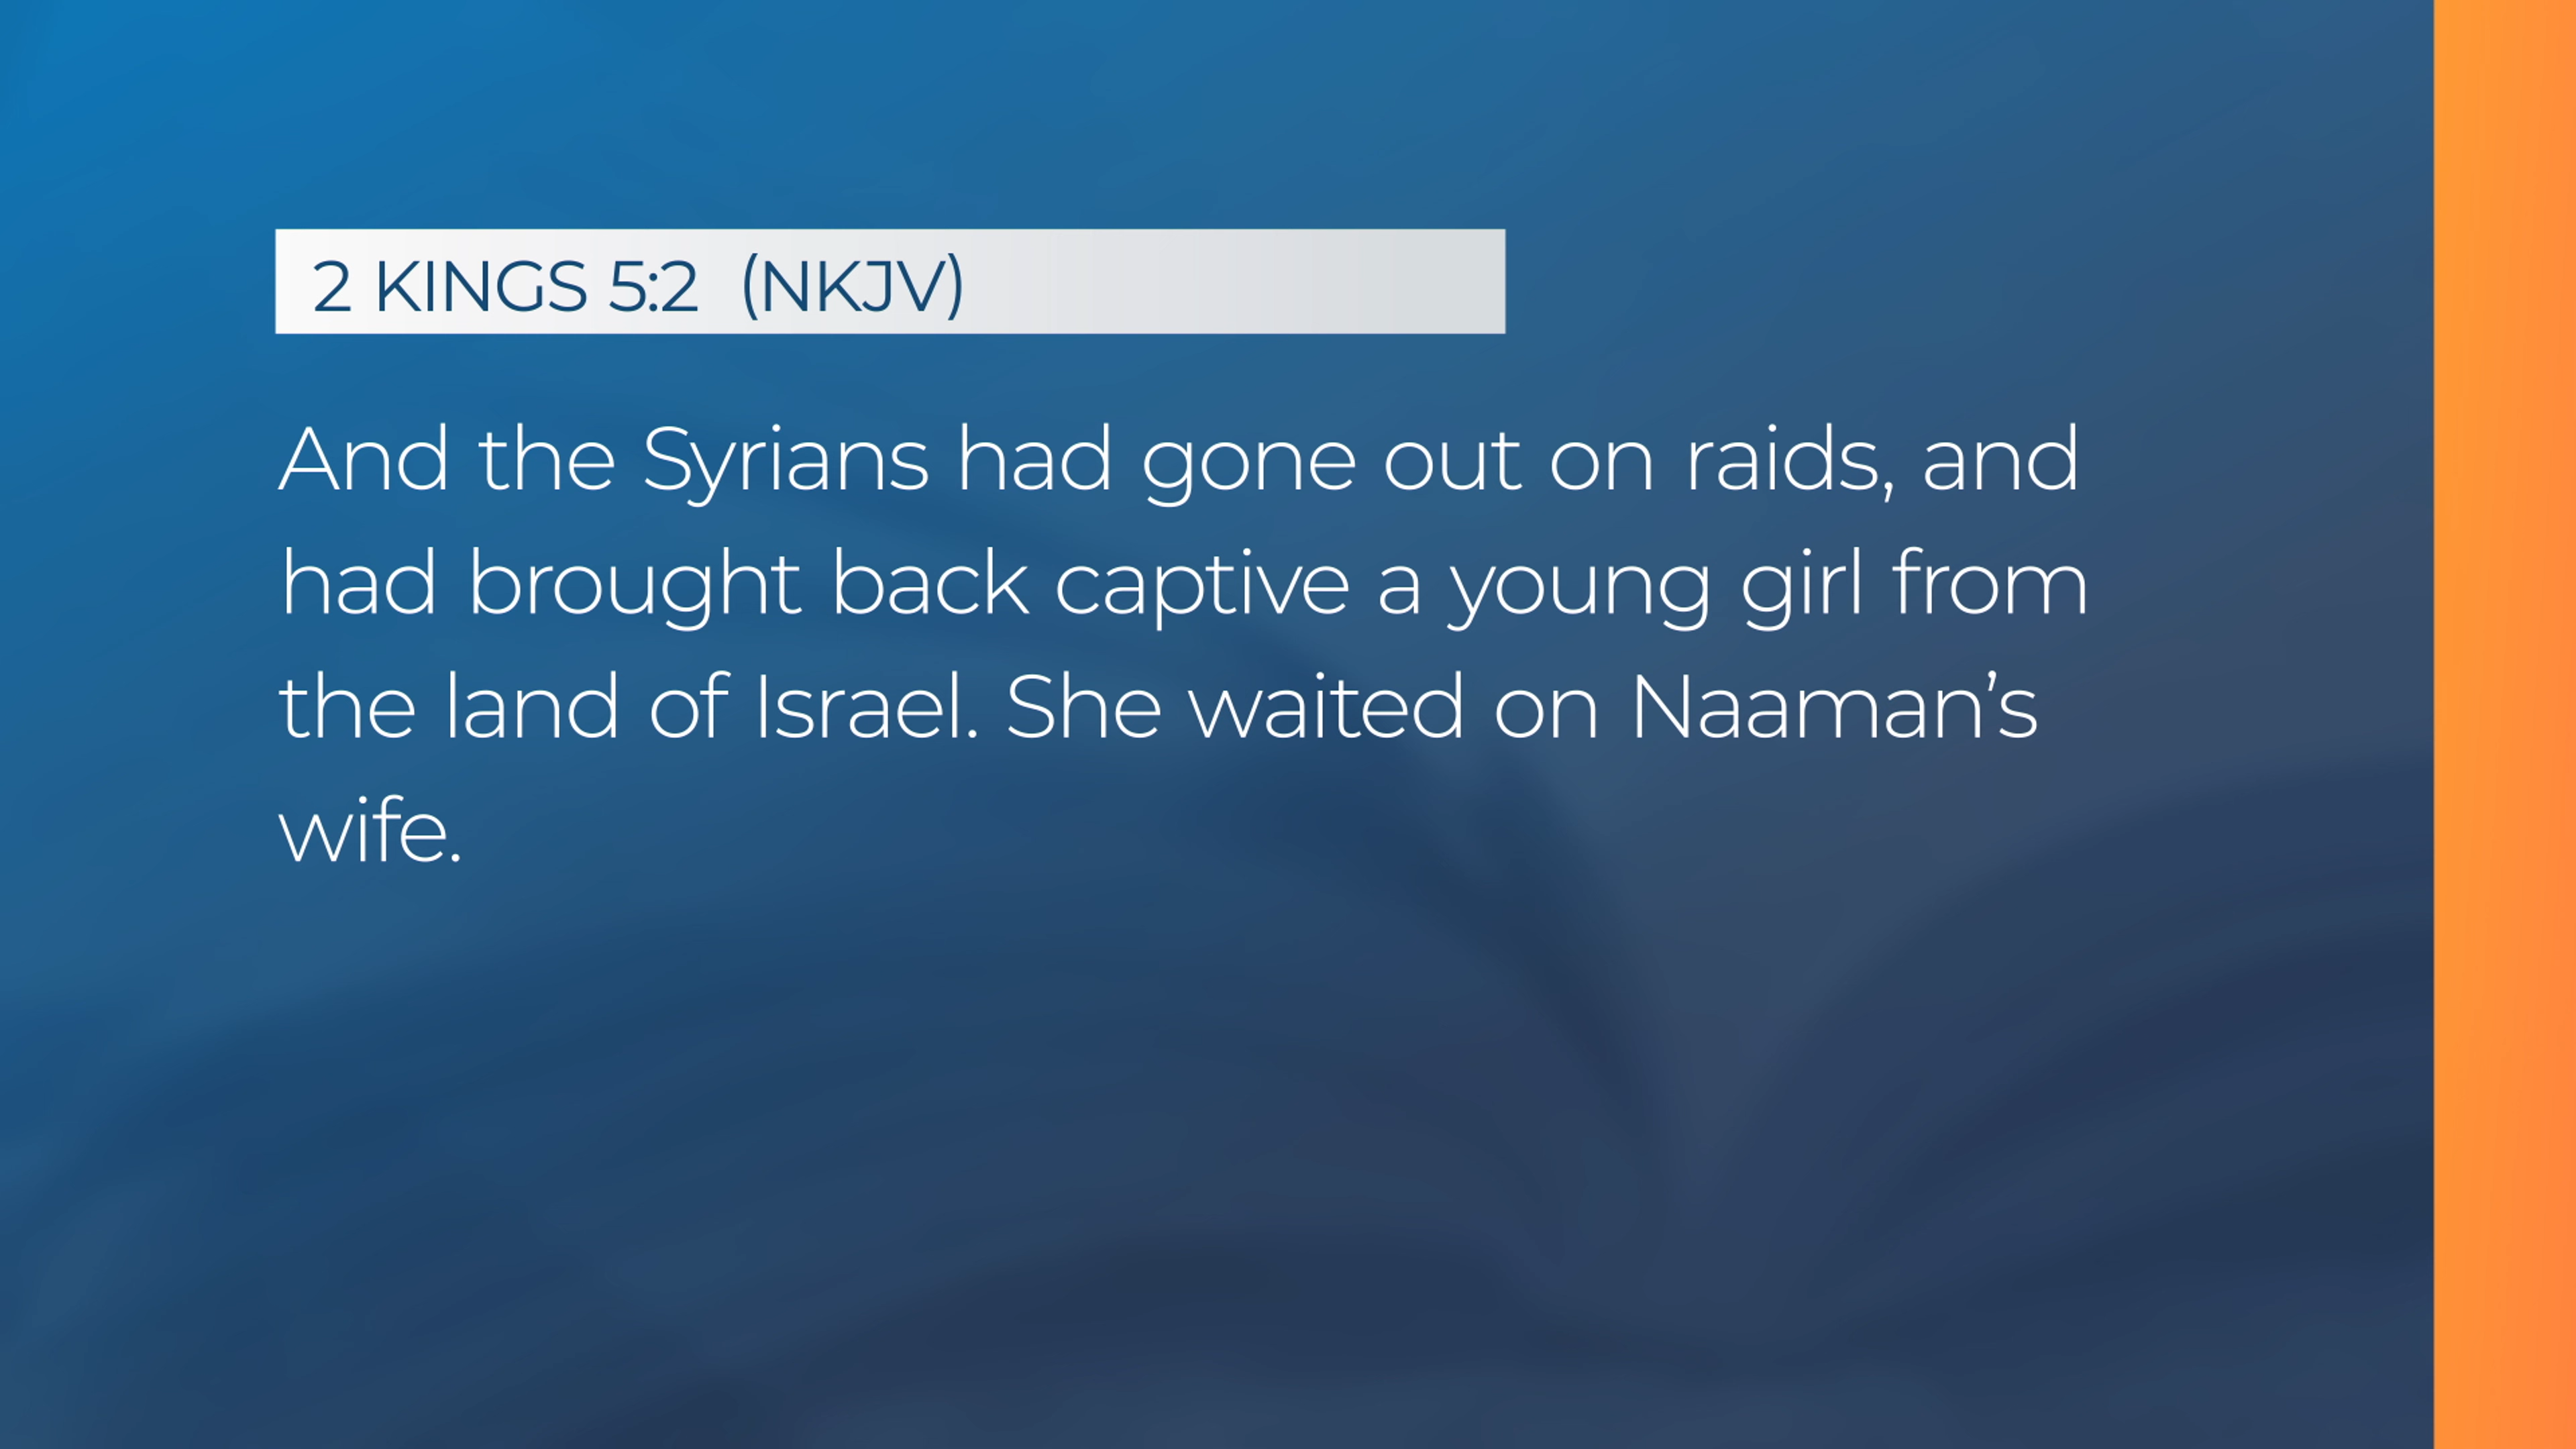 2 KINGS 5:2 (NKJV)
And the Syrians had gone out on raids, and
had brought back captive a young girl from
the land of Israel. She waited on Naaman’s
wife.